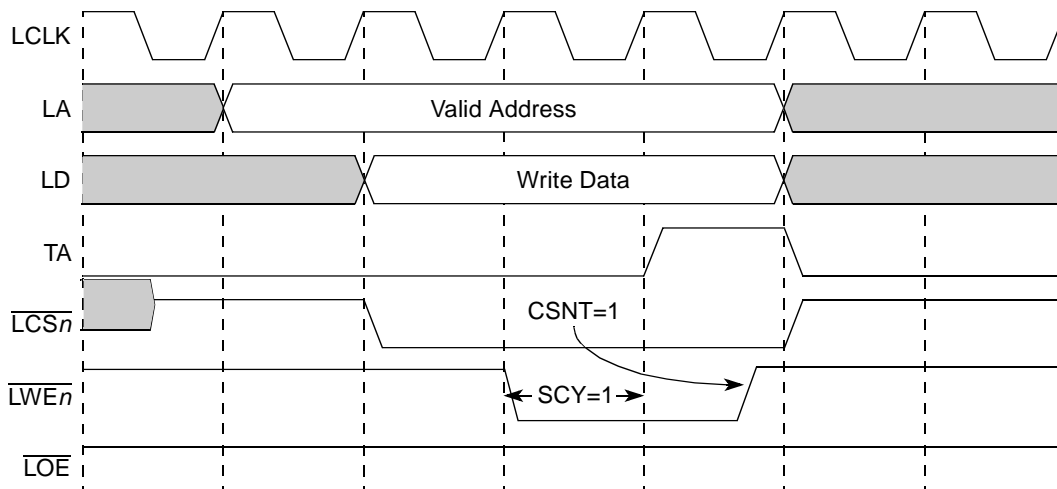 LCLK
LA
Valid Address
LD
Write Data
TA
LCSn
CSNT=1
LWEn
SCY=1
LOE